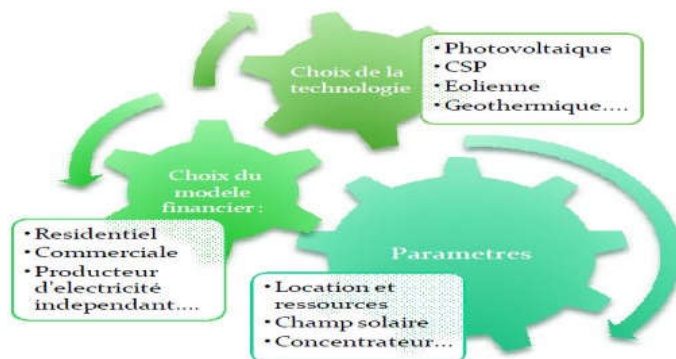 Choix de la
technologie
• Photovoltaique
• CSP
• Eolienne
• Geothermique....
Choix du
modele
financier :
• Residentiel
• Commerciale
• Producteur
d'electricité
independant....
Parametres
• Location et
ressources
• Champ solaire
• Concentrateur...